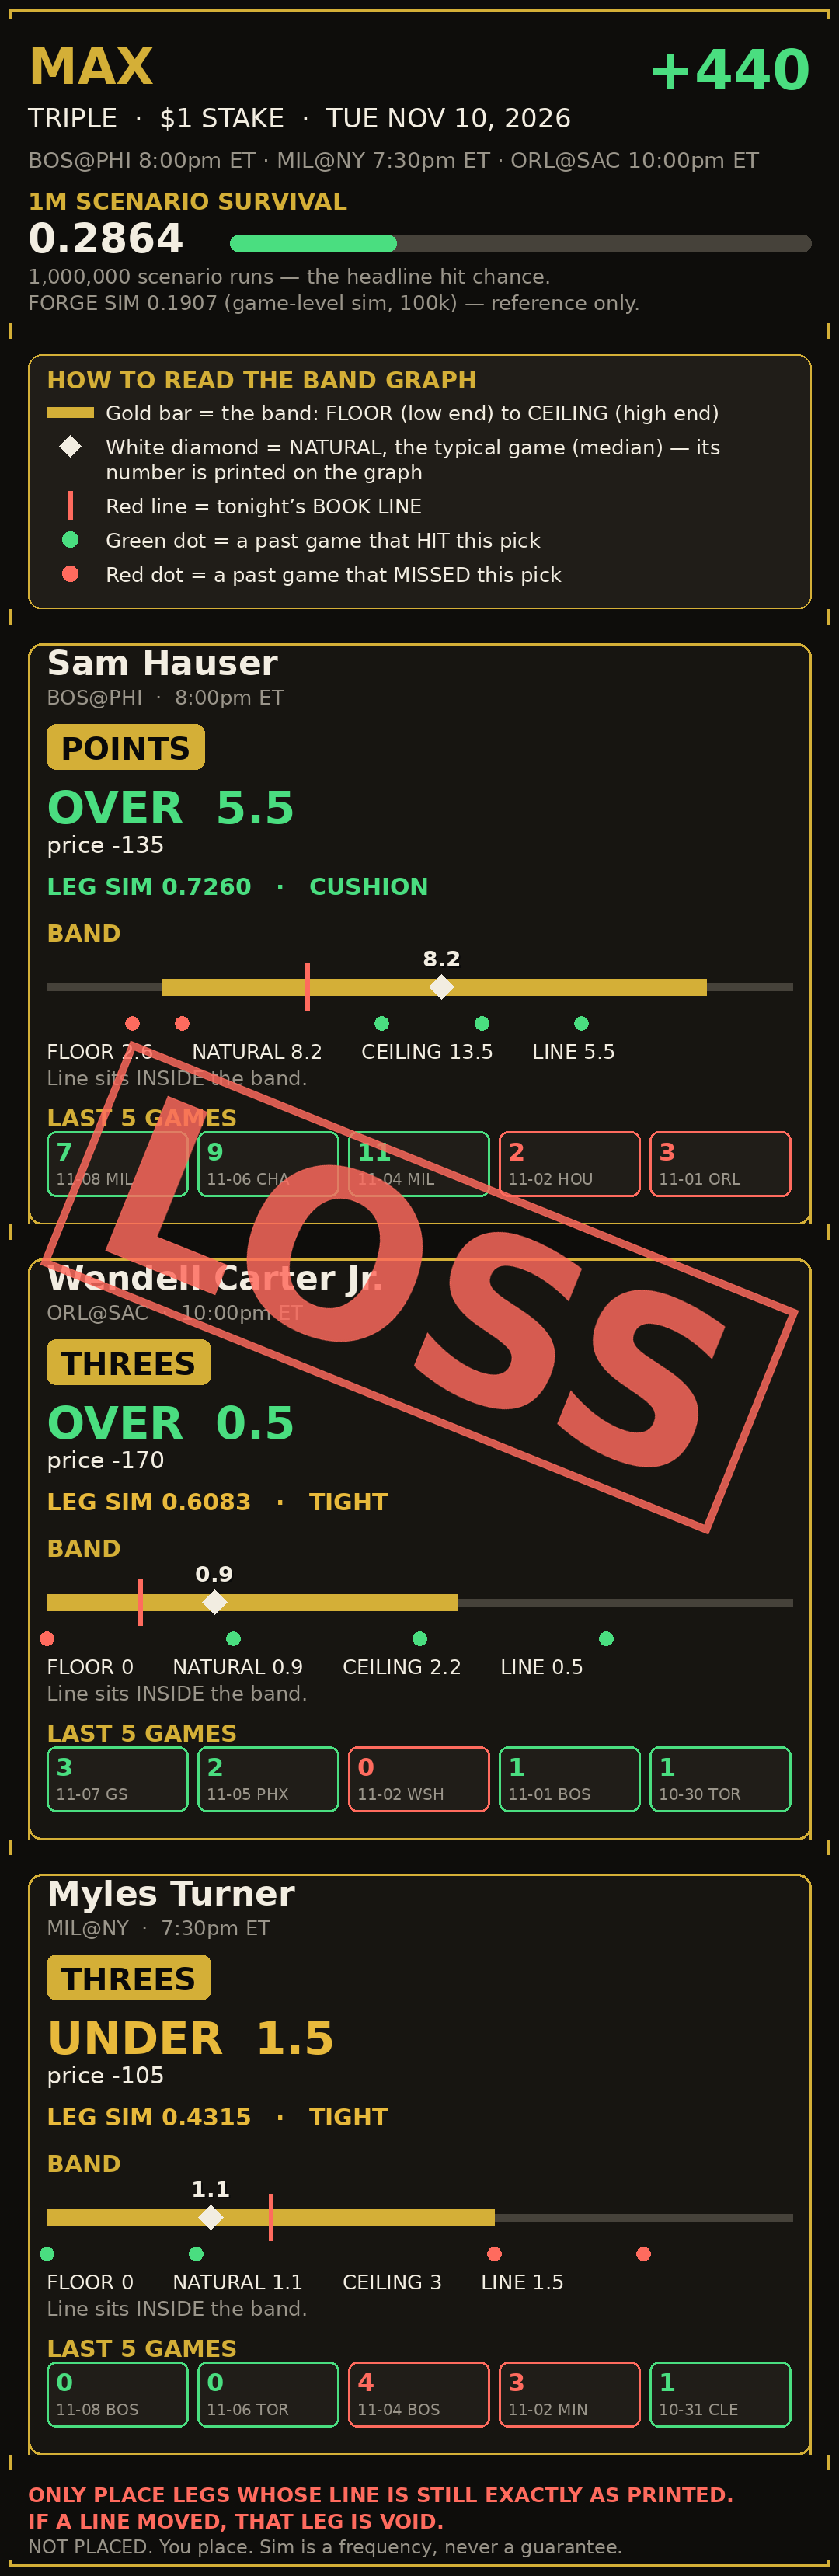 MAX
+440
TRIPLE · $1 STAKE · TUE NOV 10, 2026
BOS@PHI 8:00pm ET · MIL@NY 7:30pm ET · ORL@SAC 10:00pm ET
1M SCENARIO SURVIVAL
0.2864
1,000,000 scenario runs — the headline hit chance.
FORGE SIM 0.1907 (game-level sim, 100k) — reference only.
HOW TO READ THE BAND GRAPH
Gold bar = the band: FLOOR (low end) to CEILING (high end)
White diamond = NATURAL, the typical game (median) — its
number is printed on the graph
Red line = tonight’s BOOK LINE
Green dot = a past game that HIT this pick
Red dot = a past game that MISSED this pick
Sam Hauser
BOS@PHI · 8:00pm ET
POINTS
OVER 5.5
price -135
LEG SIM 0.7260 · CUSHION
BAND
8.2
FLOOR 2.6 NATURAL 8.2 CEILING 13.5 LINE 5.5
Line sits INSIDE the band.
LAST 5 GAMES
7 9 11 2 3
11-08 MIL 11-06 CHA 11-04 MIL 11-02 HOU 11-01 ORL
LOSS
Wendell Carter Jr.
ORL@SAC · 10:00pm ET
THREES
OVER 0.5
price -170
LEG SIM 0.6083 · TIGHT
BAND
0.9
FLOOR 0 NATURAL 0.9 CEILING 2.2 LINE 0.5
Line sits INSIDE the band.
LAST 5 GAMES
3 2 0 1 1
11-07 GS 11-05 PHX 11-02 WSH 11-01 BOS 10-30 TOR
Myles Turner
MIL@NY · 7:30pm ET
THREES
UNDER 1.5
price -105
LEG SIM 0.4315 · TIGHT
BAND
1.1
FLOOR 0 NATURAL 1.1 CEILING 3 LINE 1.5
Line sits INSIDE the band.
LAST 5 GAMES
0 0 4 3 1
11-08 BOS 11-06 TOR 11-04 BOS 11-02 MIN 10-31 CLE
ONLY PLACE LEGS WHOSE LINE IS STILL EXACTLY AS PRINTED.
IF A LINE MOVED, THAT LEG IS VOID.
NOT PLACED. You place. Sim is a frequency, never a guarantee.